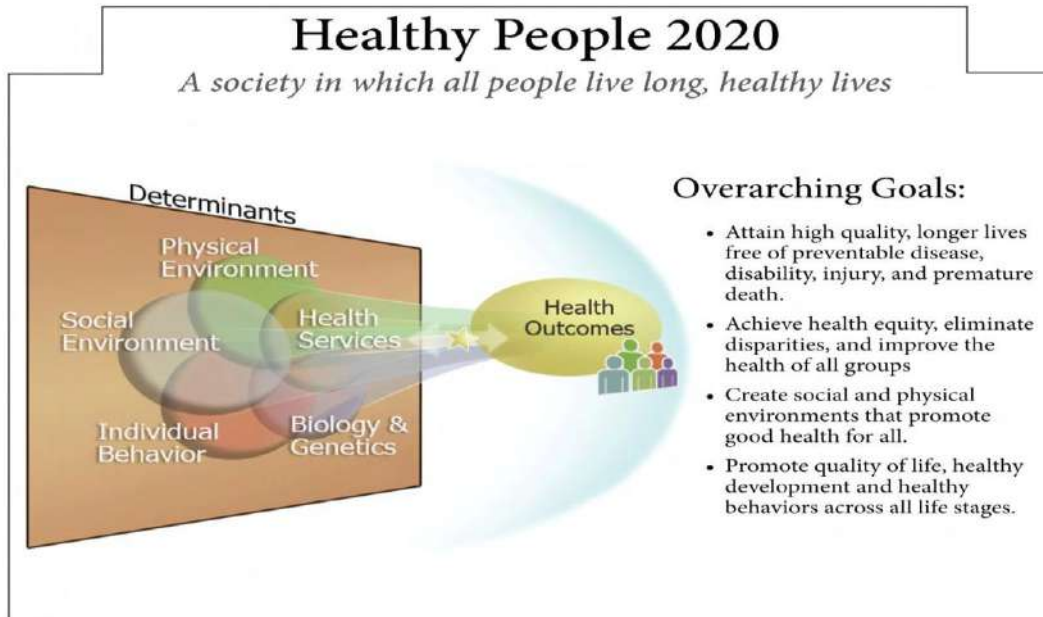 Healthy People 2020
A society in which all people live long, healthy lives
Determinants
Physical
Environment
Social
Environment
Health
Services
Individual
Behavior
Biology &
Genetics
Health
Outcomes
Overarching Goals:
• Attain high quality, longer lives
free of preventable disease,
disability, injury, and premature
death.
• Achieve health equity, eliminate
disparities, and improve the
health of all groups
• Create social and physical
environments that promote
good health for all.
• Promote quality of life, healthy
development and healthy
behaviors across all life stages.